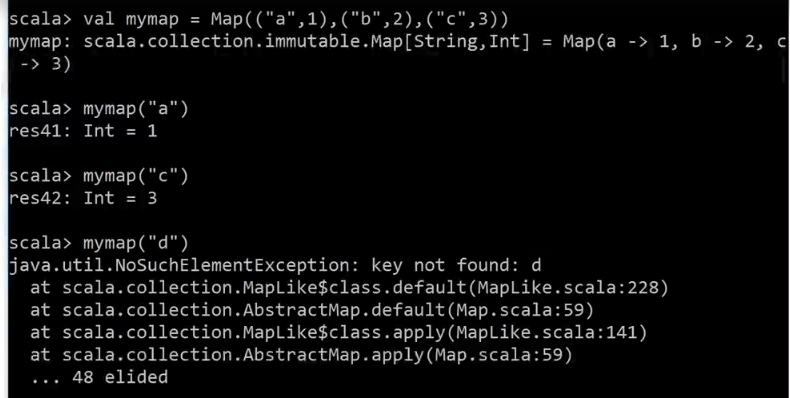 scala> val mymap = Map(("a",1),("b",2),("c",3))
mymap: scala.collection.immutable.Map[String,Int] = Map(a -> 1, b -> 2, c
 -> 3)
scala> mymap("a")
res41: Int = 1
scala> mymap("c")
res42: Int = 3
scala> mymap("d")
java.util.NoSuchElementException: key not found: d
  at scala.collection.MapLike$class.default(MapLike.scala:228)
  at scala.collection.AbstractMap.default(Map.scala:59)
  at scala.collection.MapLike$class.apply(MapLike.scala:141)
  at scala.collection.AbstractMap.apply(Map.scala:59)
  ... 48 elided